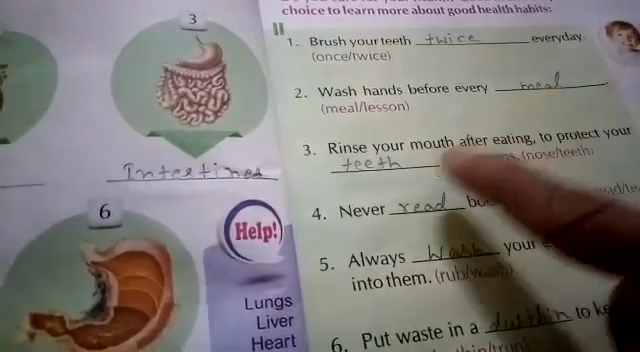 3
Intestines
6
Help!
Lungs
Liver
Heart
choice to learn more about good health habits:
1. Brush your teeth twice everyday
(once/twice)
2. Wash hands before every meal.
(meal/lesson)
3. Rinse your mouth after eating, to protect your
teeth (nose/teeth)
4. Never read
5. Always wash your
into them. (rub/wash)
6. Put waste in a dustbin to